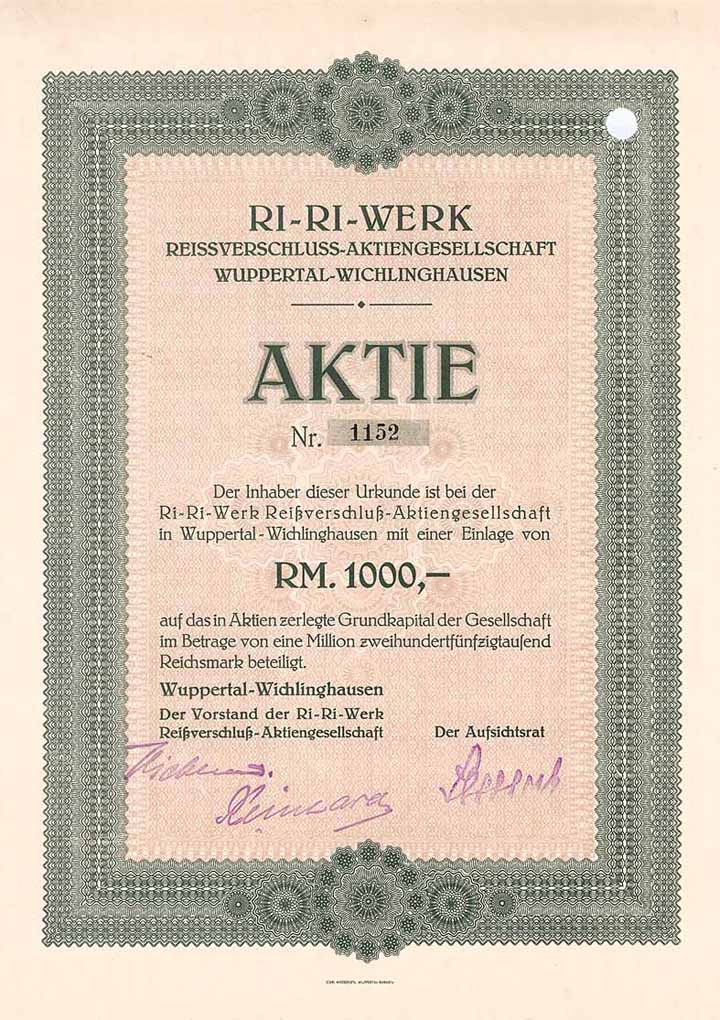 RI-RI-WERK
REISSVERSCHLUSS-AKTIENGESELLSCHAFT
WUPPERTAL-WICHLINGHAUSEN
AKTIE
Nr. 1152
Der Inhaber dieser Urkunde ist bei der
Ri-Ri-Werk Reißverschluß-Aktiengesellschaft
in Wuppertal-Wichlinghausen mit einer Einlage von
RM. 1000,—
auf das in Aktien zerlegte Grundkapital der Gesellschaft
im Betrage von eine Million zweihundertfünfzigtausend
Reichsmark beteiligt.
Wuppertal-Wichlinghausen
Der Vorstand der Ri-Ri-Werk
Reißverschluß-Aktiengesellschaft
Der Aufsichtsrat